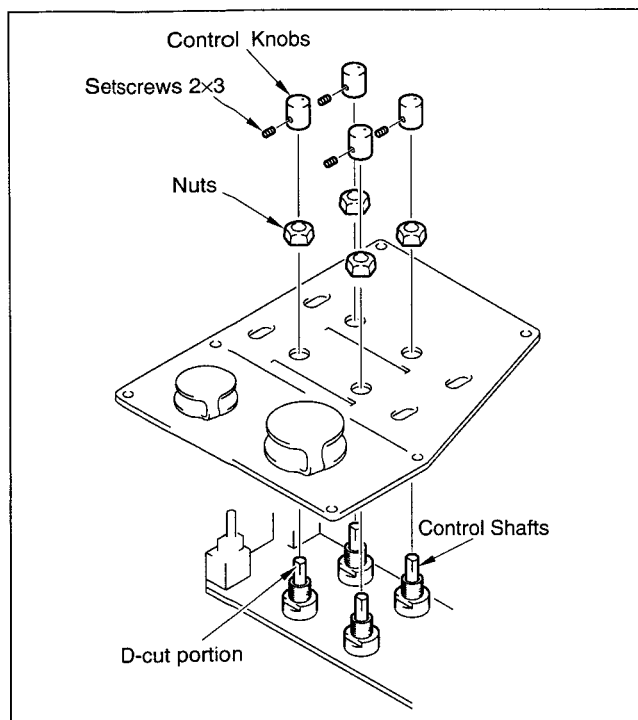 Control Knobs
Setscrews 2×3
Nuts
Control Shafts
D-cut portion